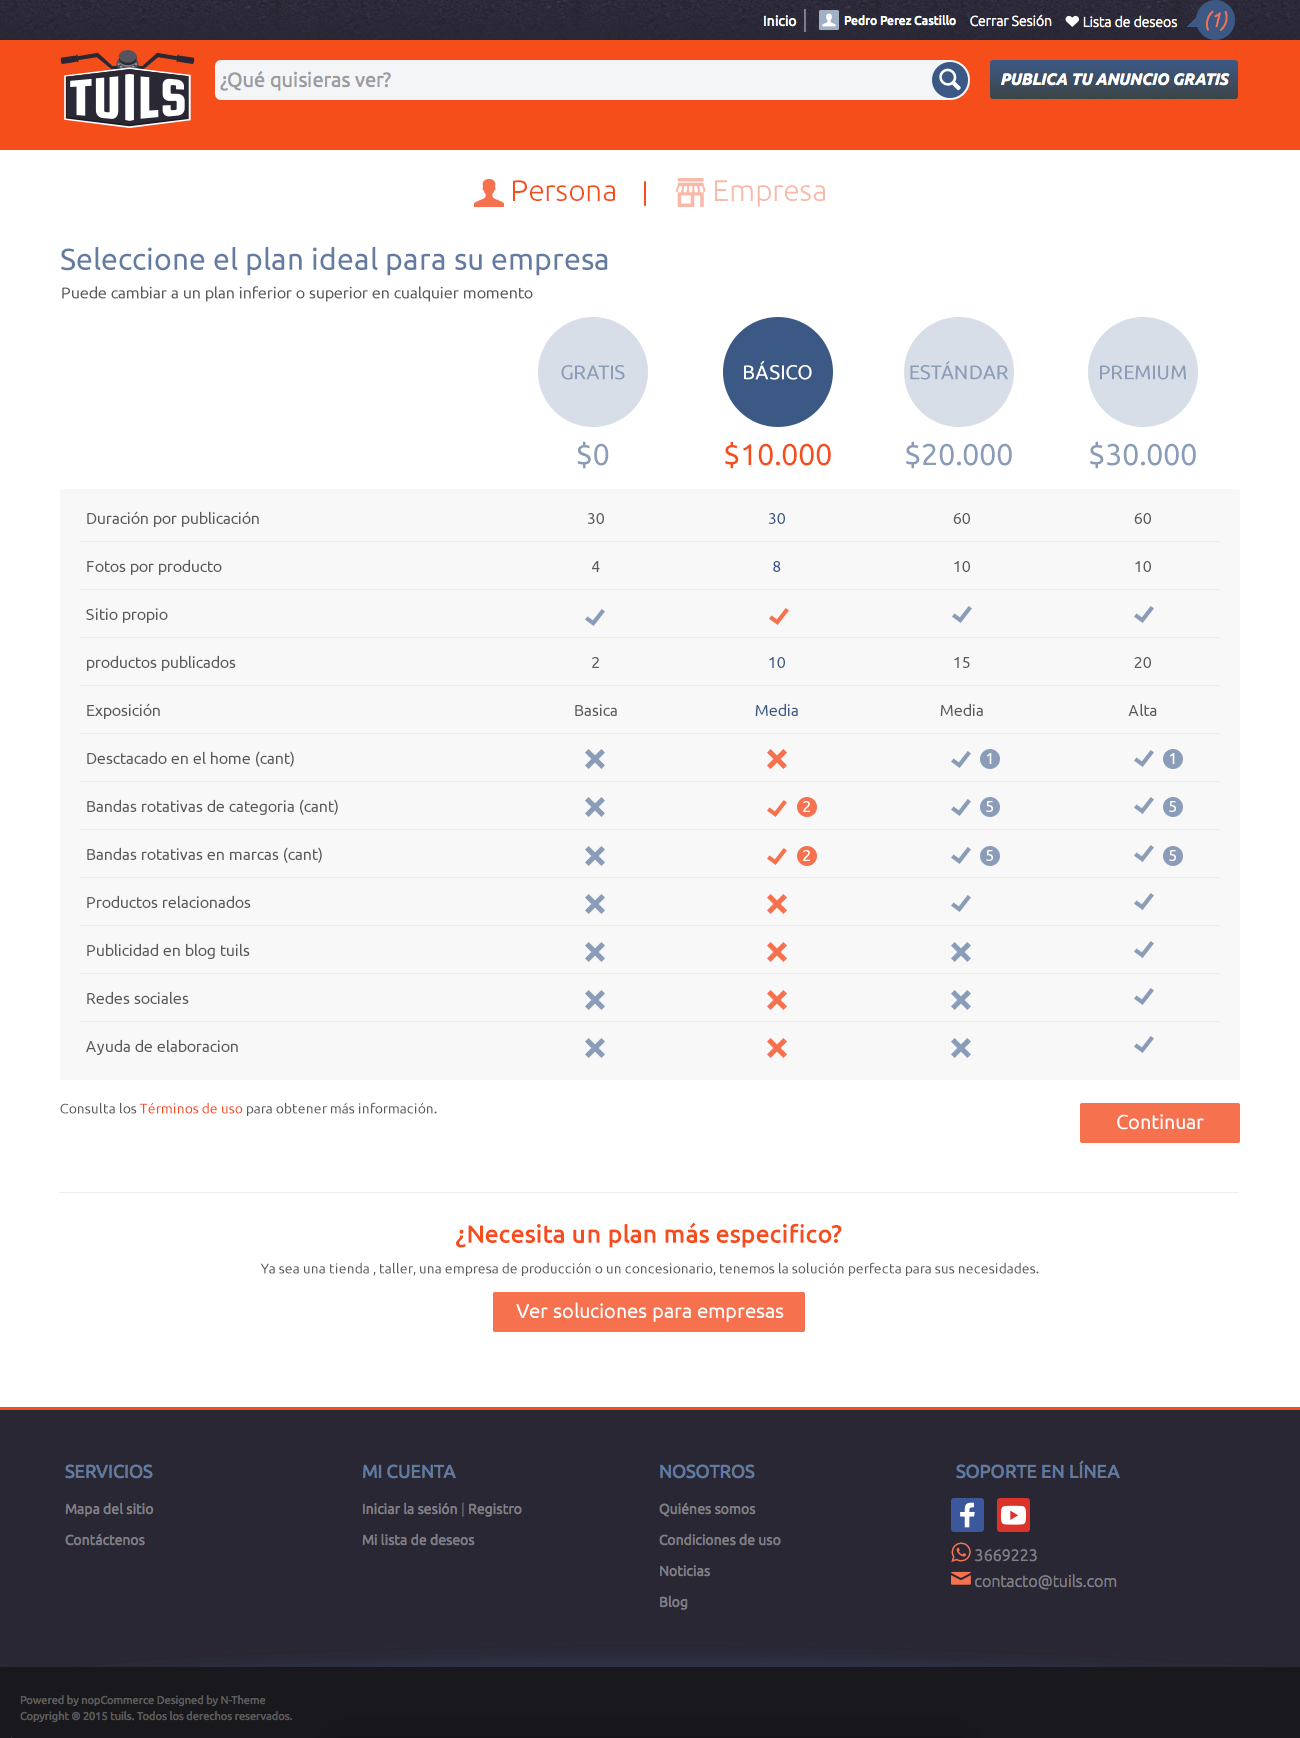 Inicio
Pedro Perez Castillo
Cerrar Sesión
Lista de deseos
(1)
TUILS
¿Qué quisieras ver?
PUBLICA TU ANUNCIO GRATIS
Persona | Empresa
Seleccione el plan ideal para su empresa
Puede cambiar a un plan inferior o superior en cualquier momento
GRATIS BÁSICO ESTÁNDAR PREMIUM
$0 $10.000 $20.000 $30.000
Duración por publicación 30 30 60 60
Fotos por producto 4 8 10 10
Sitio propio
productos publicados 2 10 15 20
Exposición Basica Media Media Alta
Desctacado en el home (cant) 1 1
Bandas rotativas de categoria (cant) 2 5 5
Bandas rotativas en marcas (cant) 2 5 5
Productos relacionados
Publicidad en blog tuils
Redes sociales
Ayuda de elaboracion
Consulta los Términos de uso para obtener más información.
Continuar
¿Necesita un plan más especifico?
Ya sea una tienda , taller, una empresa de producción o un concesionario, tenemos la solución perfecta para sus necesidades.
Ver soluciones para empresas
SERVICIOS
Mapa del sitio
Contáctenos
MI CUENTA
Iniciar la sesión | Registro
Mi lista de deseos
NOSOTROS
Quiénes somos
Condiciones de uso
Noticias
Blog
SOPORTE EN LÍNEA
3669223
contacto@tuils.com
Powered by nopCommerce Designed by N-Theme
Copyright ® 2015 tuils. Todos los derechos reservados.